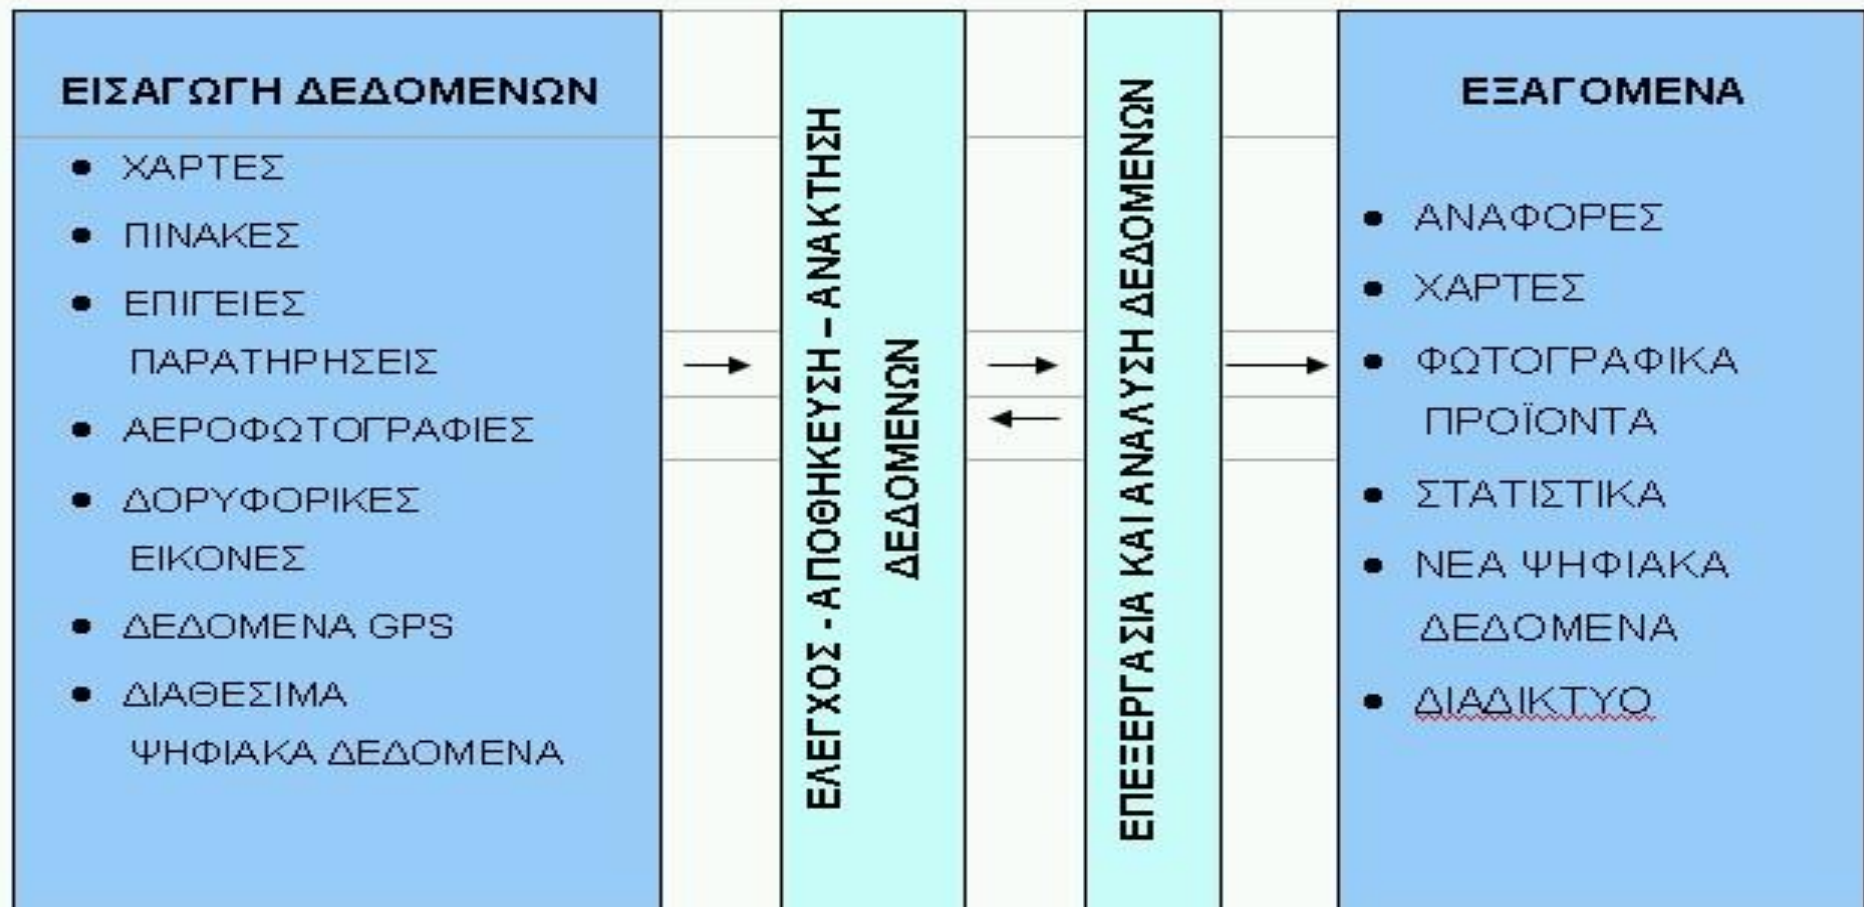 ΕΙΣΑΓΩΓΗ ΔΕΔΟΜΕΝΩΝ
• ΧΑΡΤΕΣ
• ΠΙΝΑΚΕΣ
• ΕΠΙΓΕΙΕΣ
ΠΑΡΑΤΗΡΗΣΕΙΣ
• ΑΕΡΟΦΩΤΟΓΡΑΦΙΕΣ
• ΔΟΡΥΦΟΡΙΚΕΣ
ΕΙΚΟΝΕΣ
• ΔΕΔΟΜΕΝΑ GPS
• ΔΙΑΘΕΣΙΜΑ
ΨΗΦΙΑΚΑ ΔΕΔΟΜΕΝΑ
ΕΛΕΓΧΟΣ - ΑΠΟΘΗΚΕΥΣΗ – ΑΝΑΚΤΗΣΗ
ΔΕΔΟΜΕΝΩΝ
ΕΠΕΞΕΡΓΑΣΙΑ ΚΑΙ ΑΝΑΛΥΣΗ ΔΕΔΟΜΕΝΩΝ
ΕΞΑΓΟΜΕΝΑ
• ΑΝΑΦΟΡΕΣ
• ΧΑΡΤΕΣ
• ΦΩΤΟΓΡΑΦΙΚΑ
ΠΡΟΪΟΝΤΑ
• ΣΤΑΤΙΣΤΙΚΑ
• ΝΕΑ ΨΗΦΙΑΚΑ
ΔΕΔΟΜΕΝΑ
• ΔΙΑΔΙΚΤΥΟ